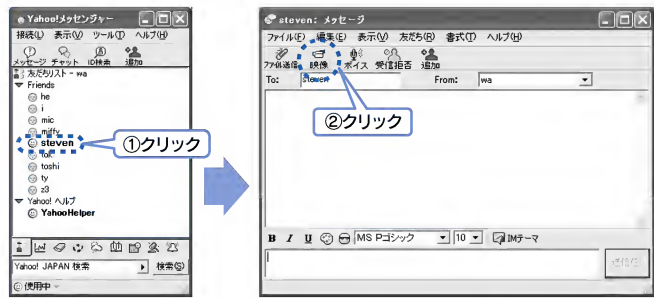 Yahoo!メッセンジャー
接続(L) 表示(V) ツール(T) ヘルプ(H)
メッセージ チャット ID検索 追加
友だちリスト - wa
Friends
he
i
mic
miffy
steven
tok
toshi
ty
z3
Yahoo! ヘルプ
YahooHelper
Yahoo! JAPAN 検索 検索(S)
使用中
①クリック
steven: メッセージ
ファイル(F) 編集(E) 表示(V) 友だち(R) 書式(T) ヘルプ(H)
ファイル送信 映像 ボイス 受信拒否 追加
To: steven From: wa
②クリック
B I U MS Pゴシック 10 IMテーマ